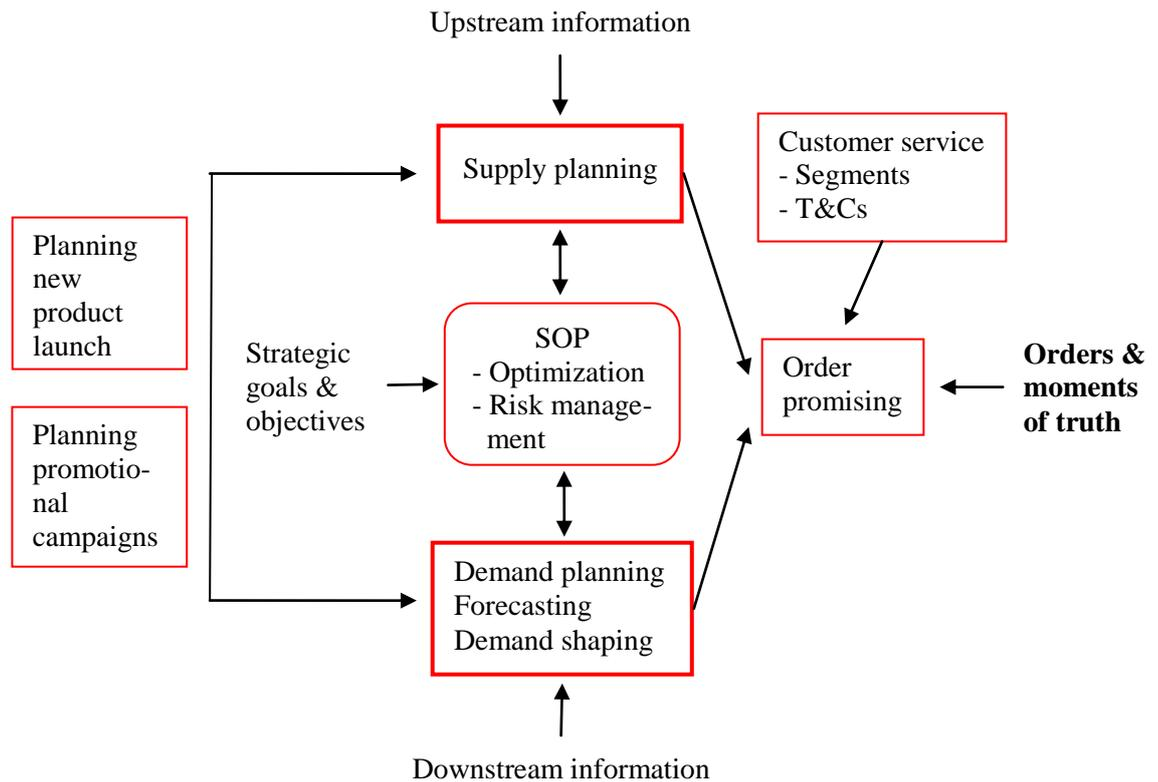 Upstream information
Supply planning
Customer service
- Segments
- T&Cs
Planning
new
product
launch
Strategic
goals &
objectives
SOP
- Optimization
- Risk manage-
ment
Order
promising
Orders &
moments
of truth
Planning
promotio-
nal
campaigns
Demand planning
Forecasting
Demand shaping
Downstream information